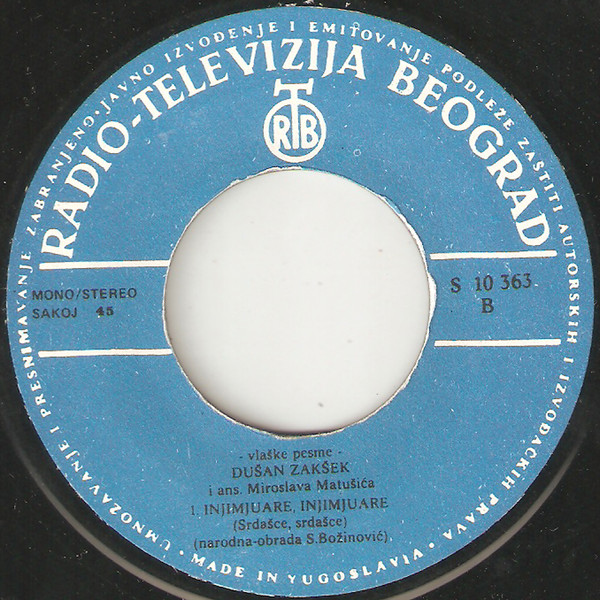 UMNOŽAVANJE I PRESNIMAVANJE ZABRANJENO · JAVNO IZVOĐENJE I EMITOVANJE PODLEŽE ZAŠTITI AUTORSKIH I IZVOĐAČKIH PRAVA ·
RADIO-TELEVIZIJA BEOGRAD
RTB
MONO/STEREO
SAKOJ 45
S 10 363
B
- vlaške pesme -
DUŠAN ZAKŠEK
i ans. Miroslava Matušića
1. INJIMJUARE, INJIMJUARE
(Srdašce, srdašce)
(narodna-obrada S.Božinović)
· MADE IN YUGOSLAVIA ·